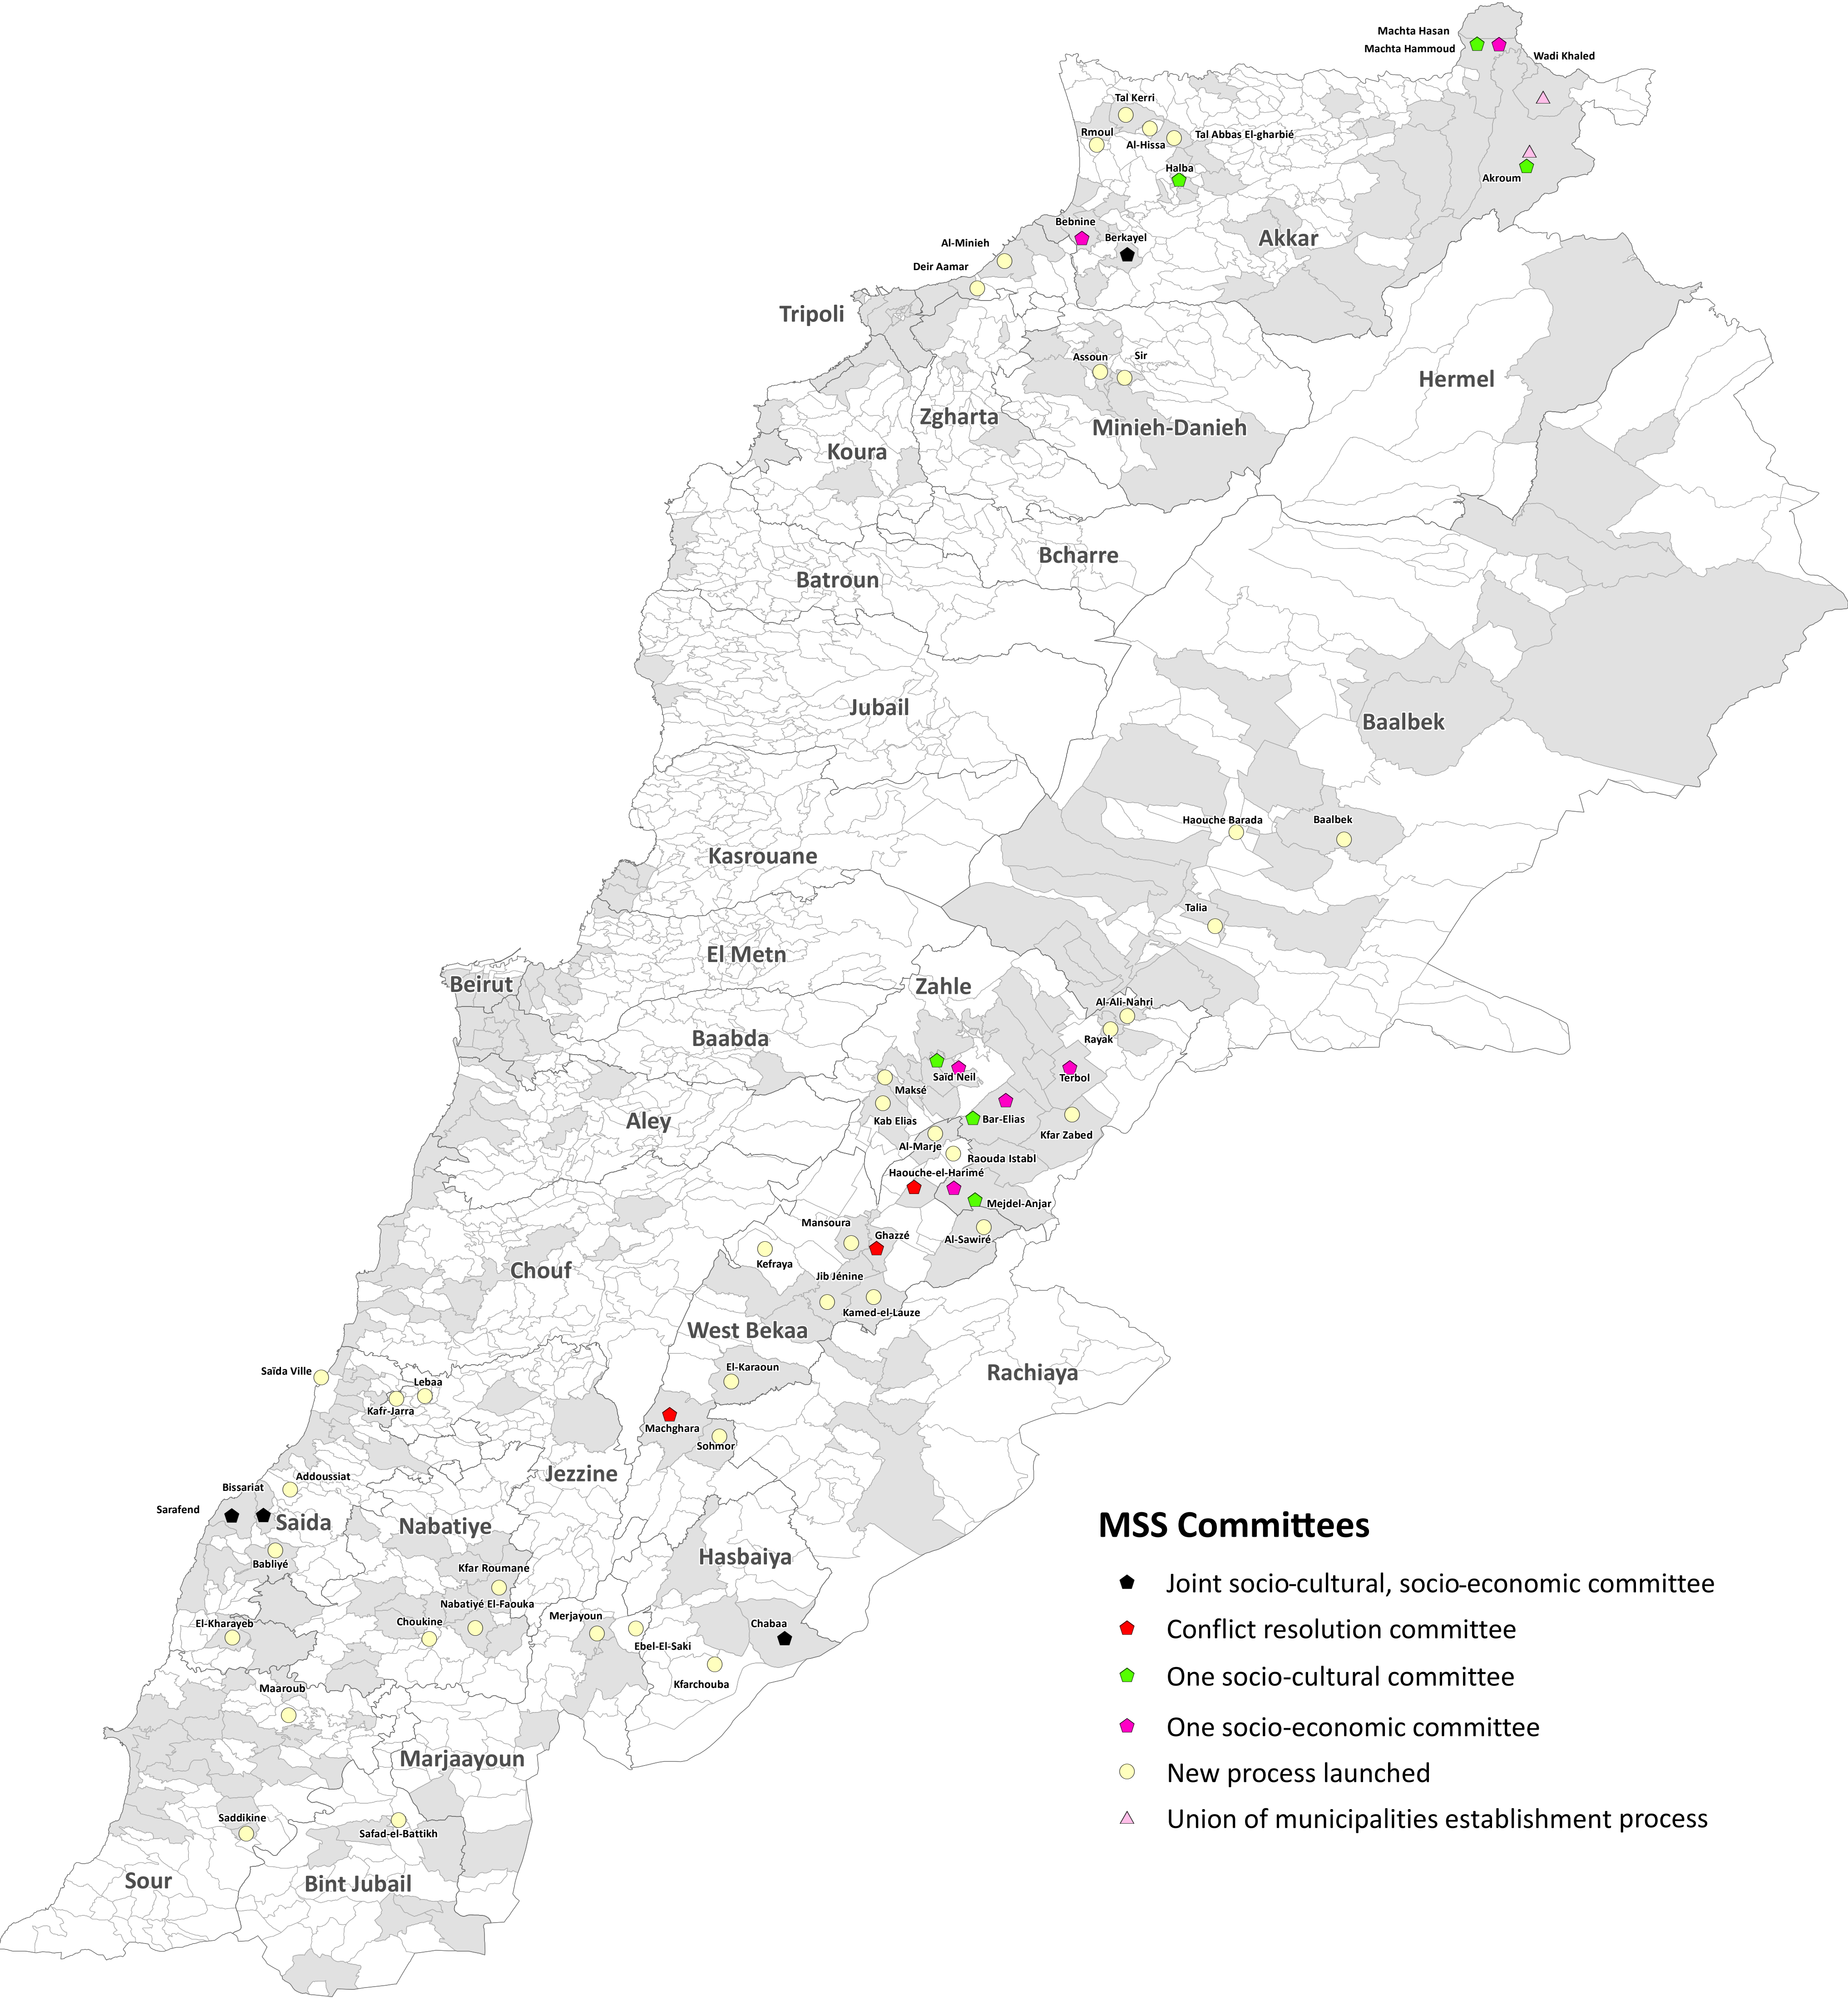 Machta Hasan
Machta Hammoud
Wadi Khaled
Tal Kerri
Rmoul
Al-Hissa
Tal Abbas El-gharbié
Halba
Akroum
Bebnine
Berkayel
Akkar
Al-Minieh
Deir Aamar
Tripoli
Assoun
Sir
Hermel
Zgharta
Minieh-Danieh
Koura
Bcharre
Batroun
Jubail
Baalbek
Haouche Barada
Baalbek
Kasrouane
Talia
El Metn
Beirut
Zahle
Al-Ali-Nahri
Rayak
Baabda
Saïd Neil
Terbol
Maksé
Kab Elias
Aley
Bar-Elias
Kfar Zabed
Al-Marje
Raouda Istabl
Haouche-el-Harimé
Mejdel-Anjar
Mansoura
Ghazzé
Al-Sawiré
Kefraya
Chouf
Jib Jénine
Kamed-el-Lauze
West Bekaa
El-Karaoun
Rachiaya
Saïda Ville
Lebaa
Kafr-Jarra
Machghara
Sohmor
Jezzine
Addoussiat
Bissariat
Sarafend
Saida
Nabatiye
Babliyé
Kfar Roumane
Hasbaiya
Nabatiyé El-Faouka
El-Kharayeb
Choukine
Merjayoun
Ebel-El-Saki
Chabaa
Kfarchouba
Maaroub
Marjaayoun
Saddikine
Safad-el-Battikh
Sour
Bint Jubail
MSS Committees
Joint socio-cultural, socio-economic committee
Conflict resolution committee
One socio-cultural committee
One socio-economic committee
New process launched
Union of municipalities establishment process